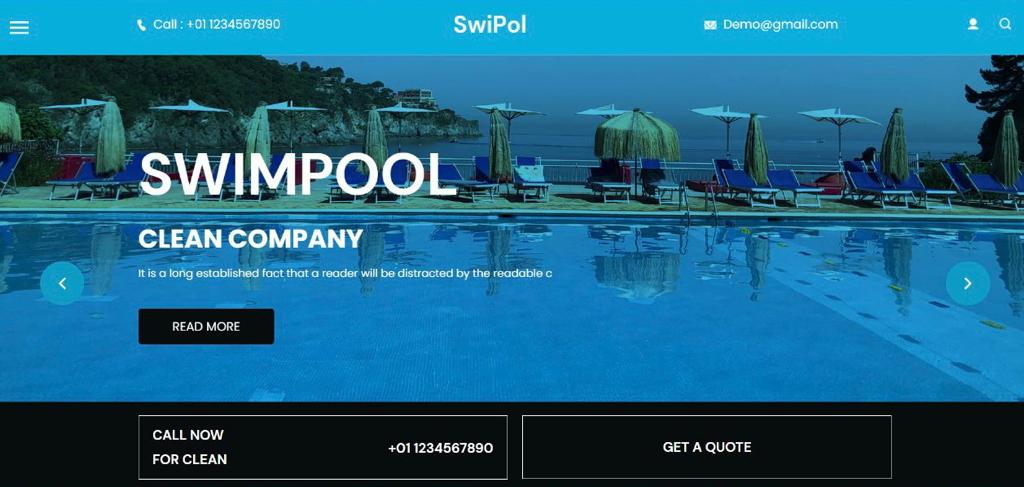 Call : +01 1234567890
SwiPol
Demo@gmail.com
SWIMPOOL
CLEAN COMPANY
It is a long established fact that a reader will be distracted by the readable c
READ MORE
CALL NOW
FOR CLEAN
+01 1234567890
GET A QUOTE